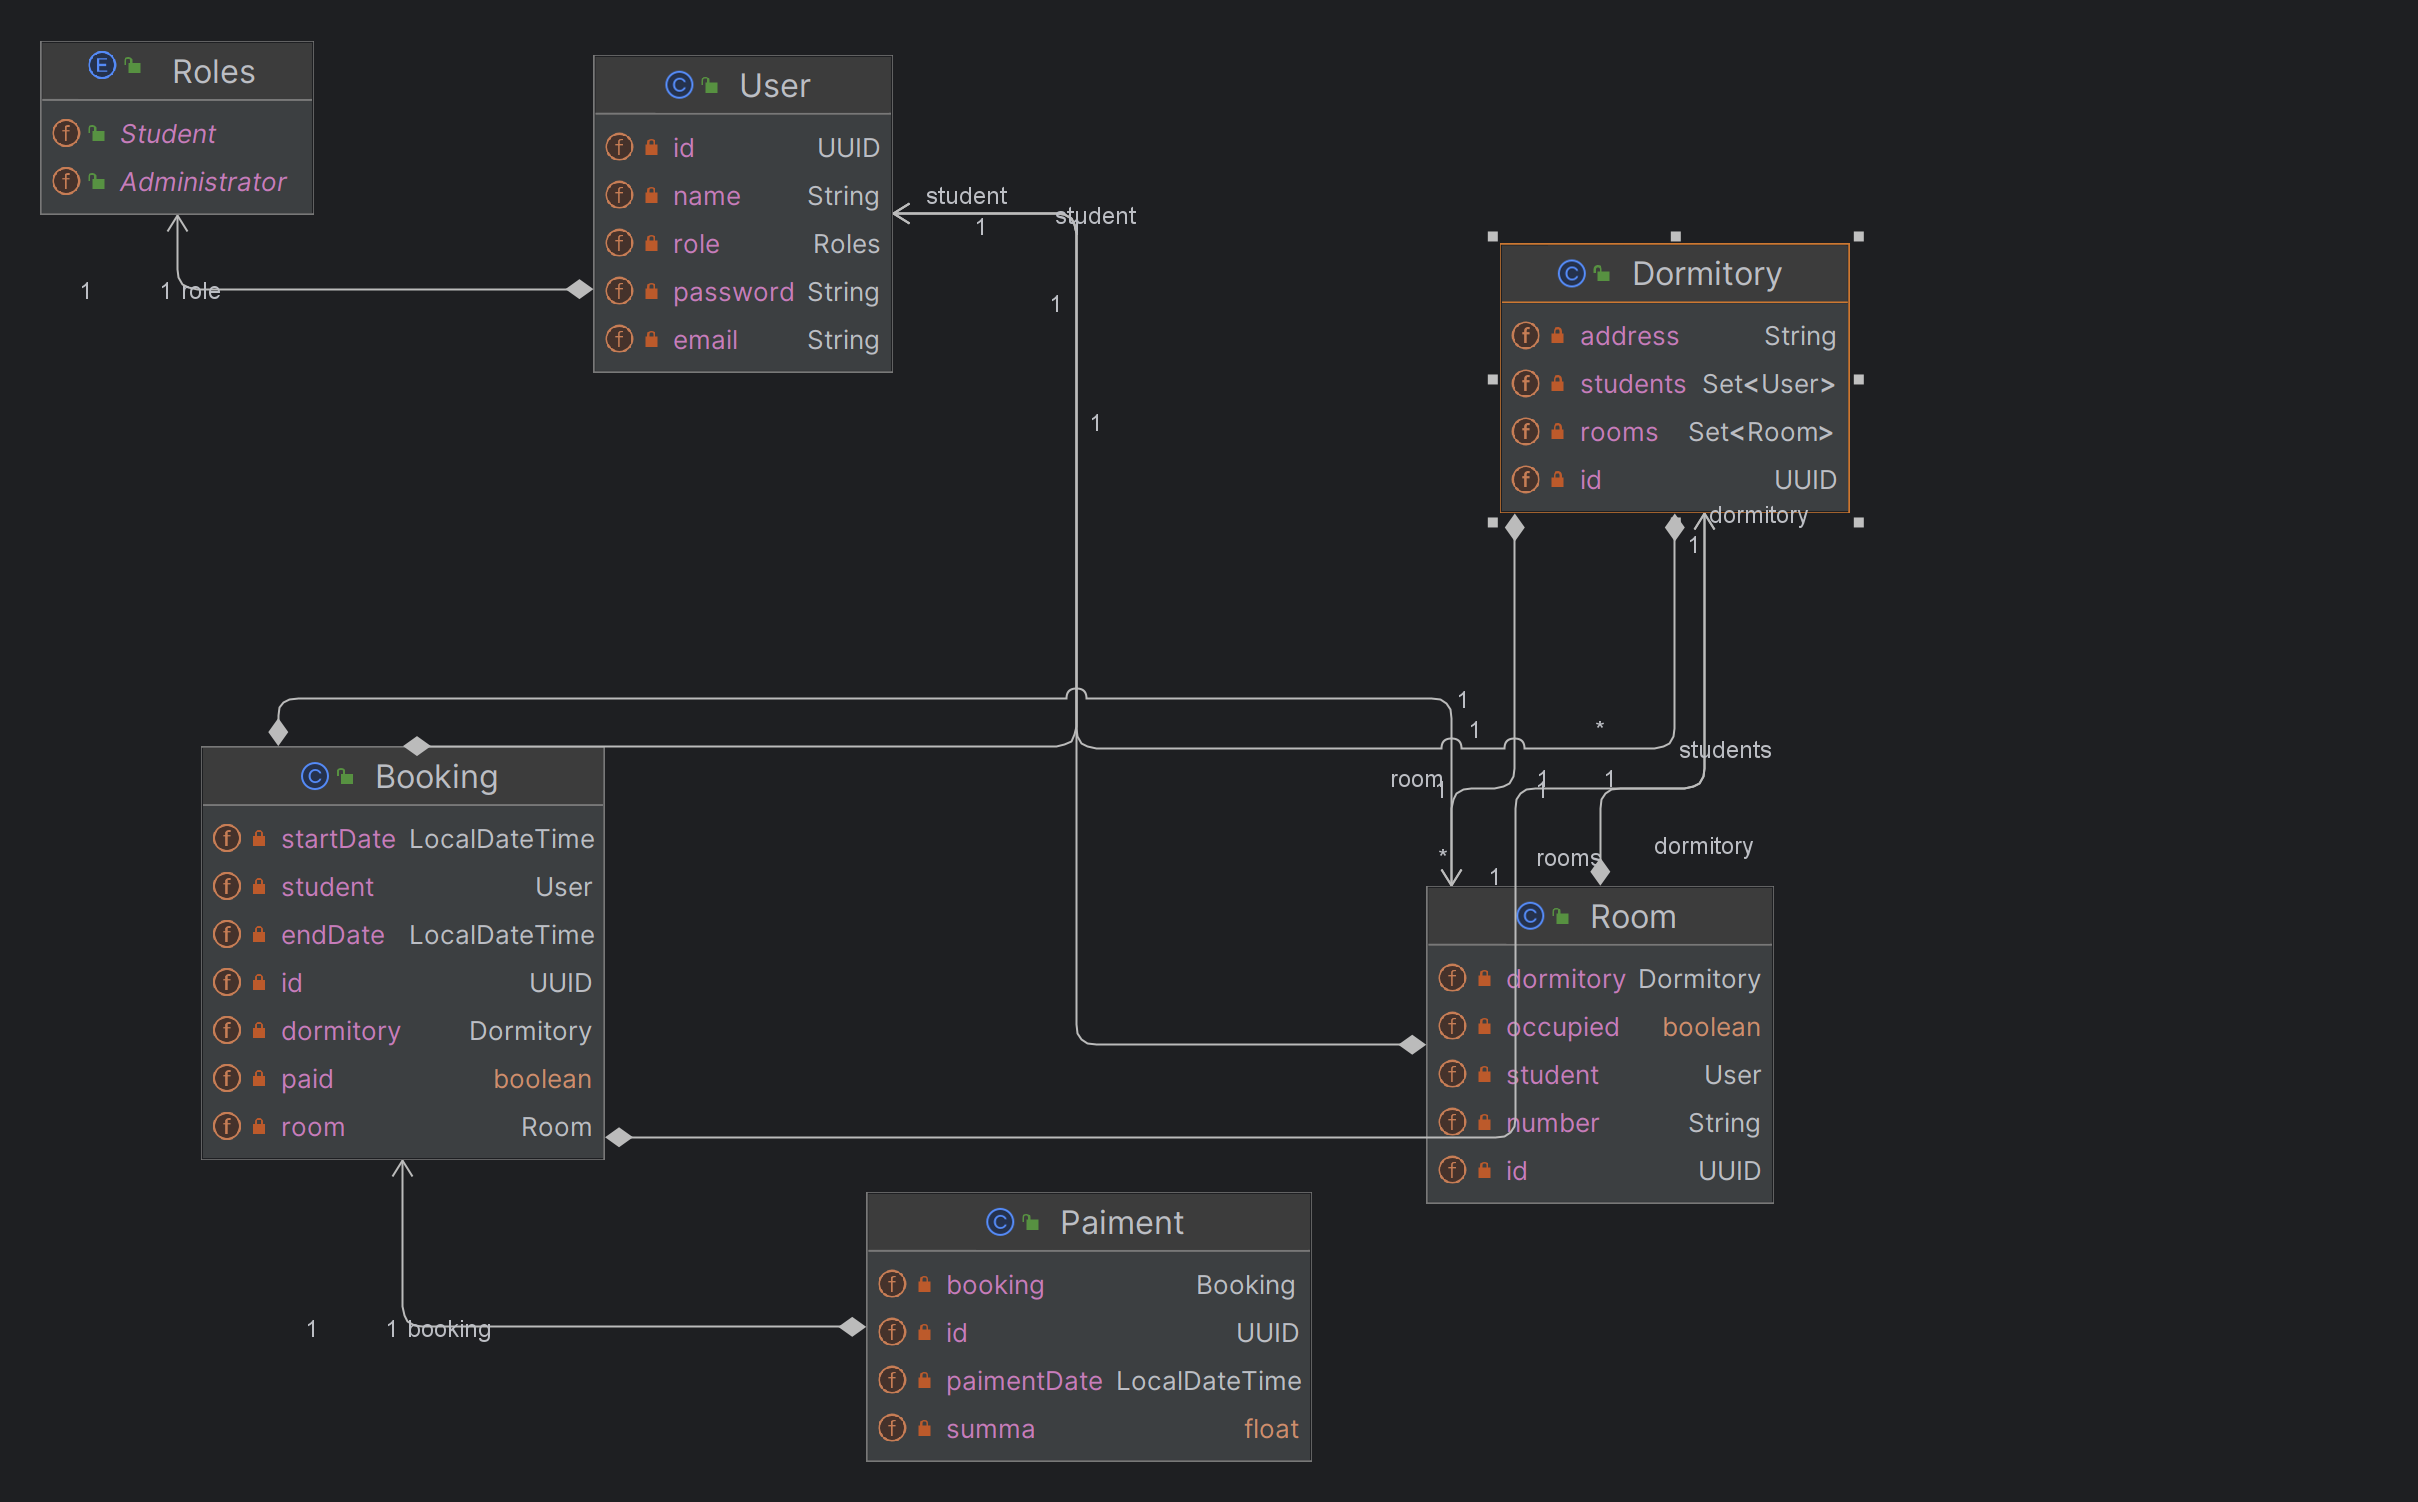 Roles
Student
Administrator
1
1
role
User
id UUID
name String
role Roles
password String
email String
student
1
student
1
1
Dormitory
address String
students Set<User>
rooms Set<Room>
id UUID
dormitory
1
1
1
*
students
room
1
1
1
1
*
rooms
dormitory
1
Booking
startDate LocalDateTime
student User
endDate LocalDateTime
id UUID
dormitory Dormitory
paid boolean
room Room
Room
dormitory Dormitory
occupied boolean
student User
number String
id UUID
1
1
booking
Paiment
booking Booking
id UUID
paimentDate LocalDateTime
summa float